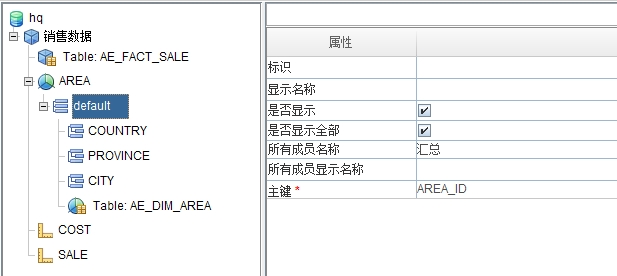 hq
销售数据
Table: AE_FACT_SALE
AREA
default
COUNTRY
PROVINCE
CITY
Table: AE_DIM_AREA
COST
SALE
属性
标识
显示名称
是否显示
是否显示全部
所有成员名称 汇总
所有成员显示名称
主键 * AREA_ID